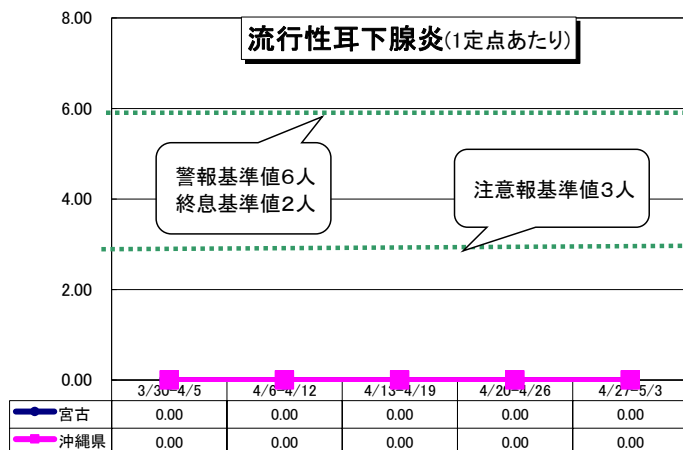 流行性耳下腺炎(1定点あたり)
8.00
6.00
4.00
2.00
0.00
警報基準値6人
終息基準値2人
注意報基準値3人
3/30-4/5 4/6-4/12 4/13-4/19 4/20-4/26 4/27-5/3
宮古 0.00 0.00 0.00 0.00 0.00
沖縄県 0.00 0.00 0.00 0.00 0.00